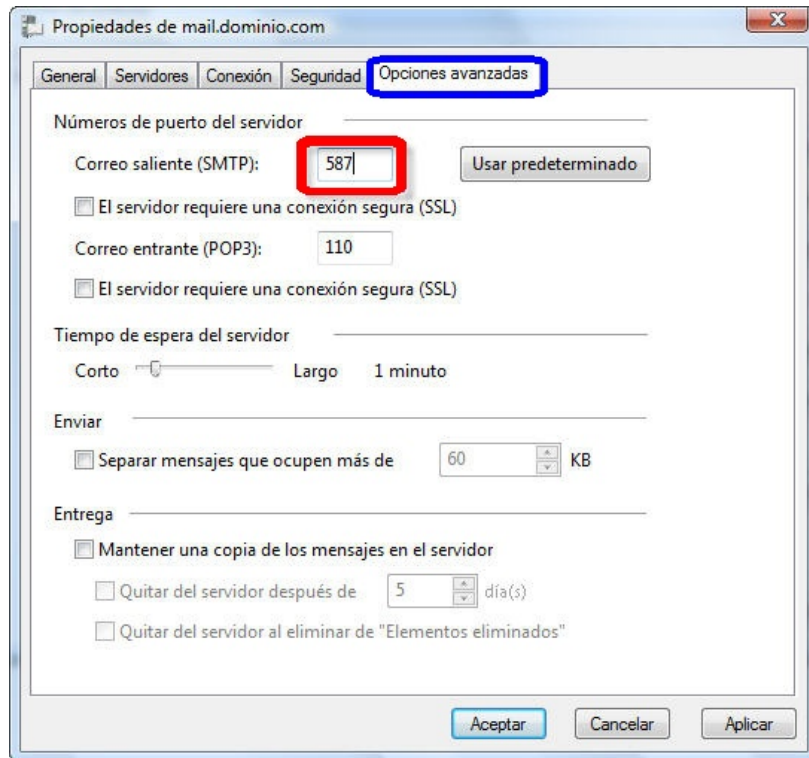 Propiedades de mail.dominio.com
General Servidores Conexión Seguridad Opciones avanzadas
Números de puerto del servidor
Correo saliente (SMTP): 587 Usar predeterminado
El servidor requiere una conexión segura (SSL)
Correo entrante (POP3): 110
El servidor requiere una conexión segura (SSL)
Tiempo de espera del servidor
Corto Largo 1 minuto
Enviar
Separar mensajes que ocupen más de 60 KB
Entrega
Mantener una copia de los mensajes en el servidor
Quitar del servidor después de 5 día(s)
Quitar del servidor al eliminar de "Elementos eliminados"
Aceptar Cancelar Aplicar